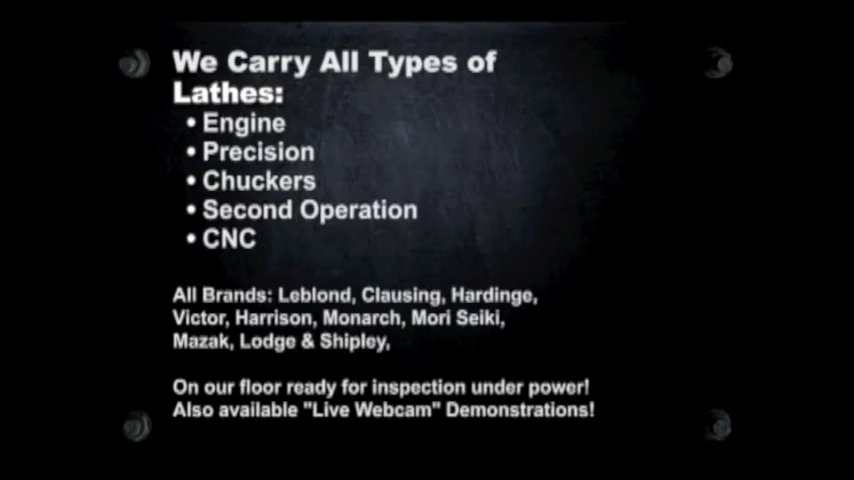 We Carry All Types of
Lathes:
• Engine
• Precision
• Chuckers
• Second Operation
• CNC
All Brands: Leblond, Clausing, Hardinge,
Victor, Harrison, Monarch, Mori Seiki,
Mazak, Lodge & Shipley,
On our floor ready for inspection under power!
Also available "Live Webcam" Demonstrations!